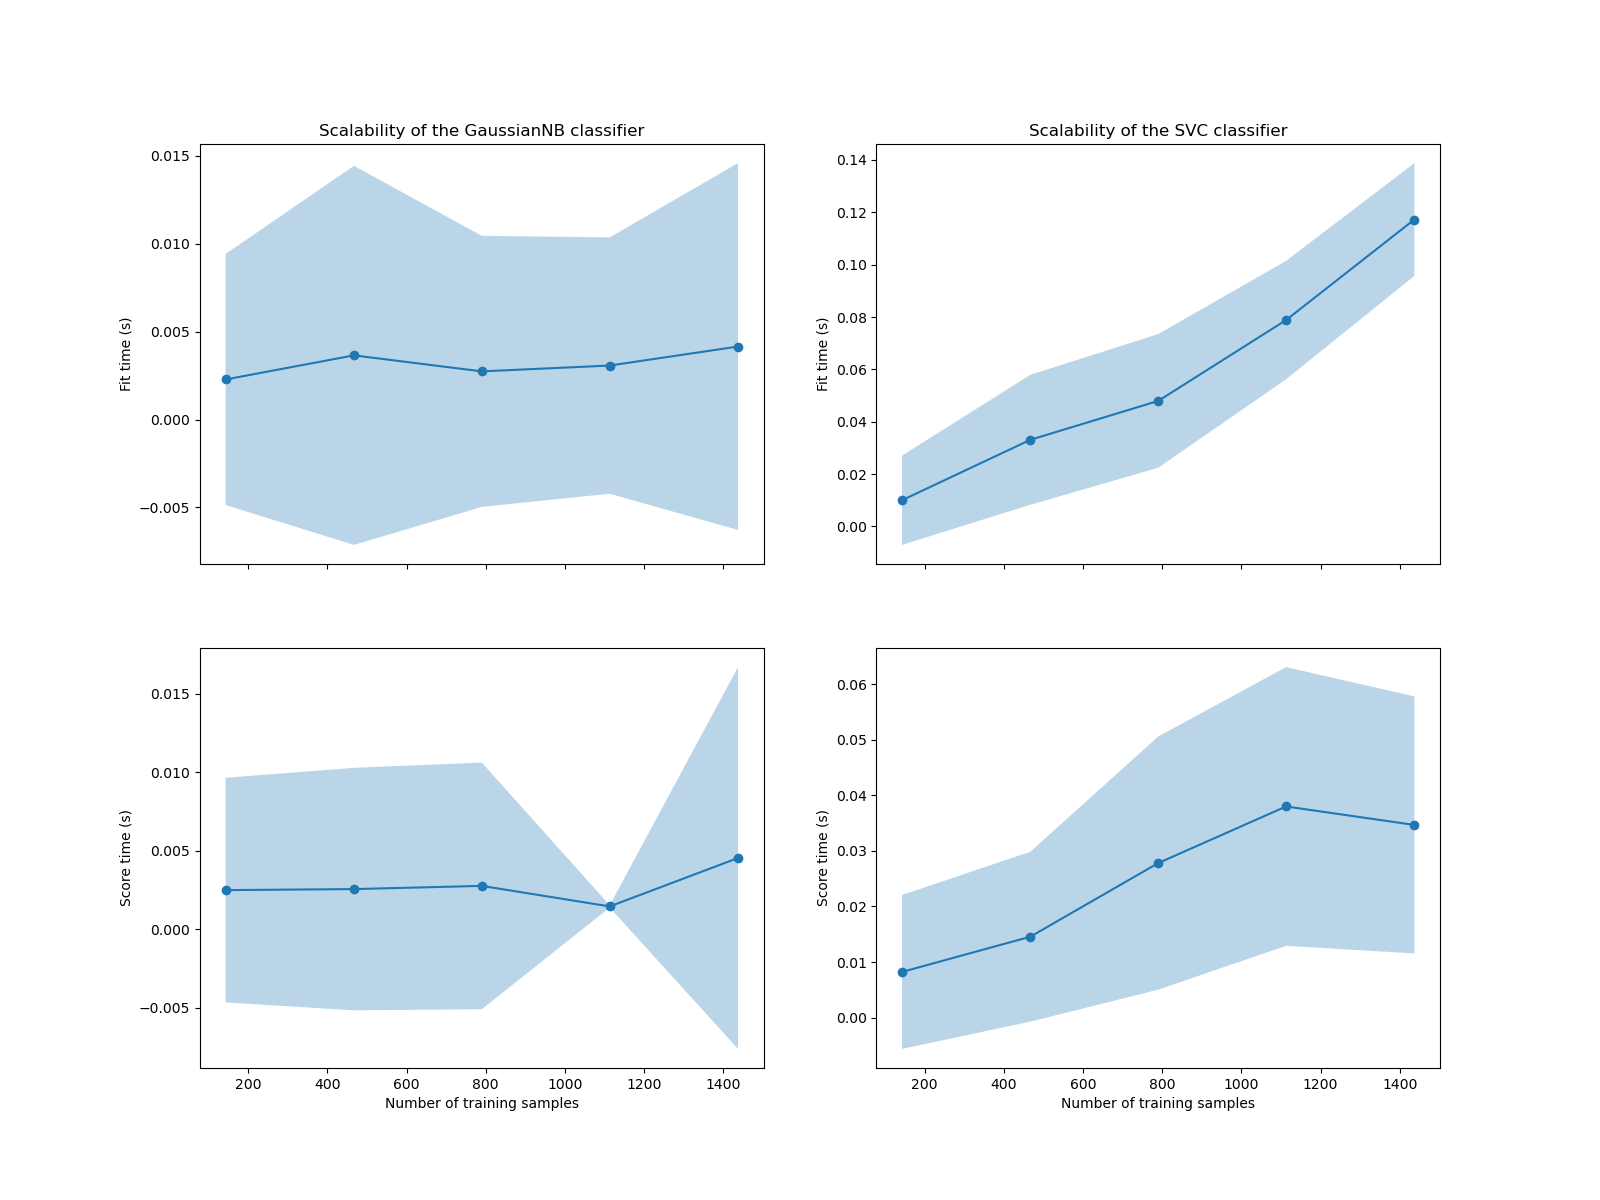 Scalability of the GaussianNB classifier
0.015
0.010
0.005
0.000
−0.005
Fit time (s)
Scalability of the SVC classifier
0.14
0.12
0.10
0.08
0.06
0.04
0.02
0.00
Fit time (s)
0.015
0.010
0.005
0.000
−0.005
Score time (s)
200 400 600 800 1000 1200 1400
Number of training samples
0.06
0.05
0.04
0.03
0.02
0.01
0.00
Score time (s)
200 400 600 800 1000 1200 1400
Number of training samples